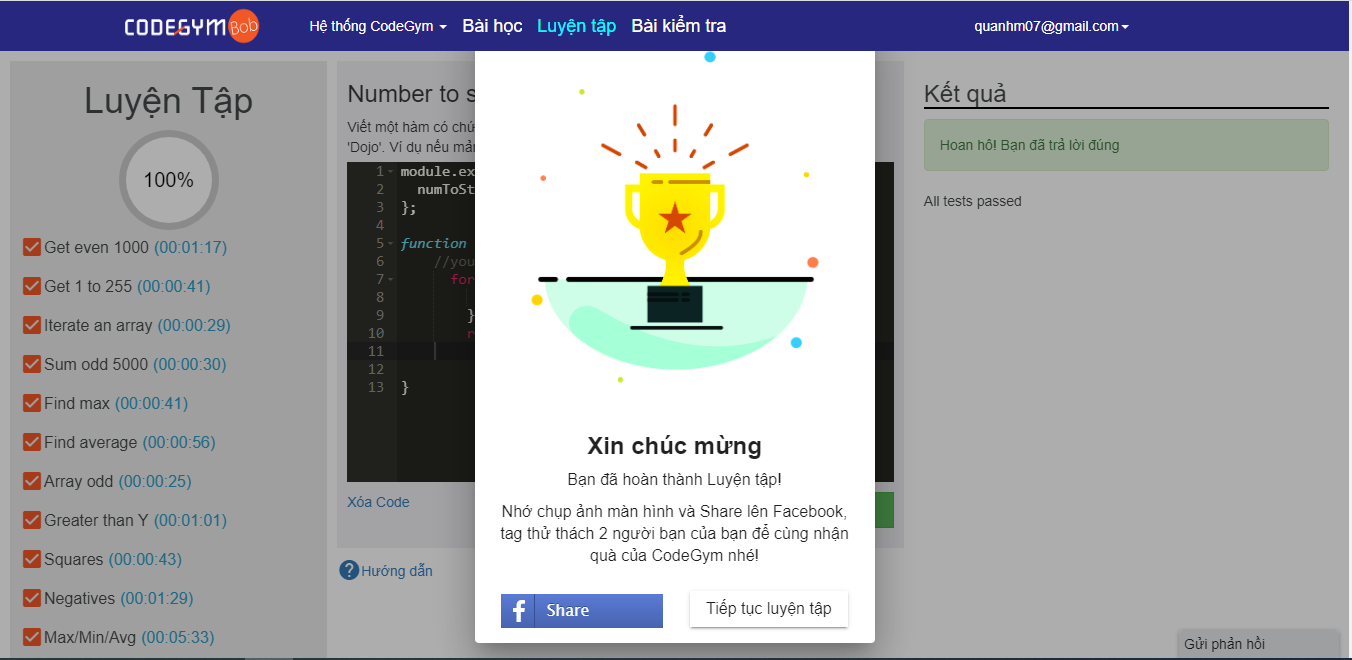 CODEGYM Bob
Hệ thống CodeGym
Bài học
Luyện tập
Bài kiểm tra
quanhm07@gmail.com
Luyện Tập
100%
Get even 1000 (00:01:17)
Get 1 to 255 (00:00:41)
Iterate an array (00:00:29)
Sum odd 5000 (00:00:30)
Find max (00:00:41)
Find average (00:00:56)
Array odd (00:00:25)
Greater than Y (00:01:01)
Squares (00:00:43)
Negatives (00:01:29)
Max/Min/Avg (00:05:33)
Number to s
Viết một hàm có chứ
'Dojo'. Ví dụ nếu mản
1 module.ex
2 numToSt
3 };
4
5 function
6 //you
7 for
8
9 }
10 r
11
12
13 }
Xóa Code
Hướng dẫn
Xin chúc mừng
Bạn đã hoàn thành Luyện tập!
Nhớ chụp ảnh màn hình và Share lên Facebook,
tag thử thách 2 người bạn của bạn để cùng nhận
quà của CodeGym nhé!
f Share
Tiếp tục luyện tập
Kết quả
Hoan hô! Bạn đã trả lời đúng
All tests passed
Gửi phản hồi